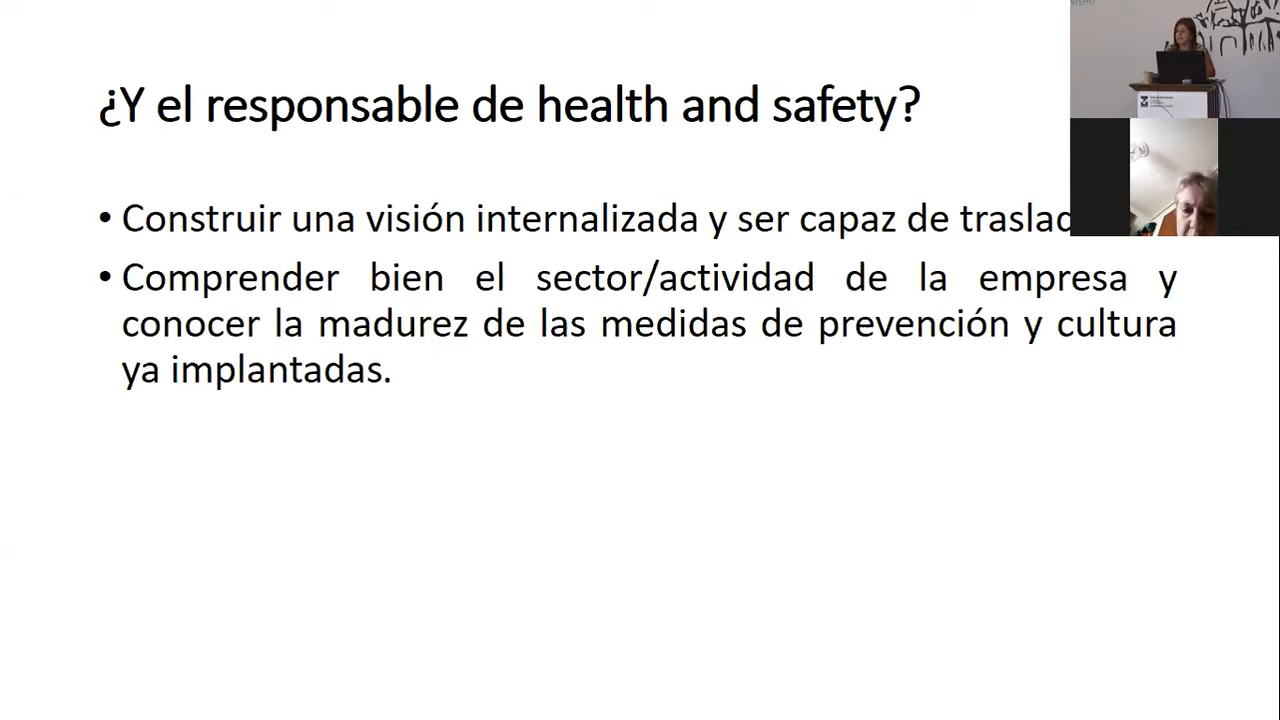 ¿Y el responsable de health and safety?
• Construir una visión internalizada y ser capaz de
• Comprender bien el sector/actividad de la empresa y
conocer la madurez de las medidas de prevención y cultura
ya implantadas.